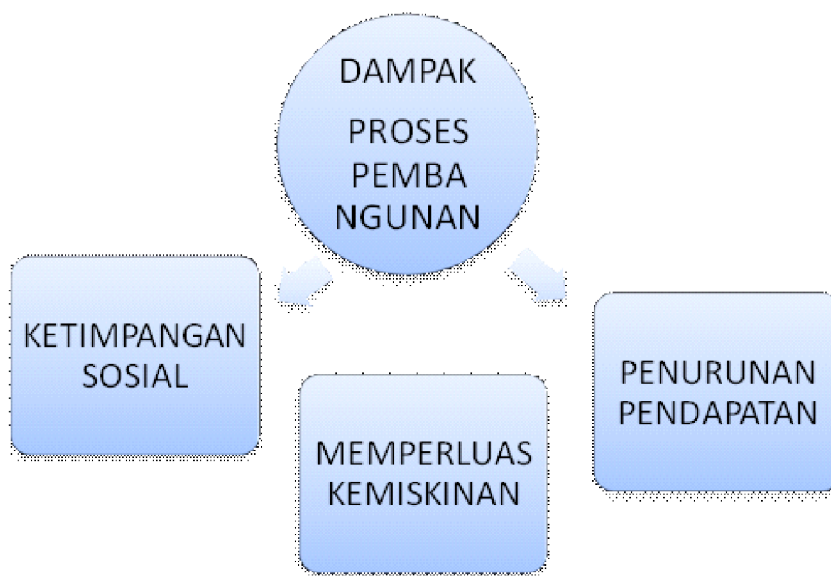 DAMPAK
PROSES
PEMBA
NGUNAN
KETIMPANGAN
SOSIAL
MEMPERLUAS
KEMISKINAN
PENURUNAN
PENDAPATAN